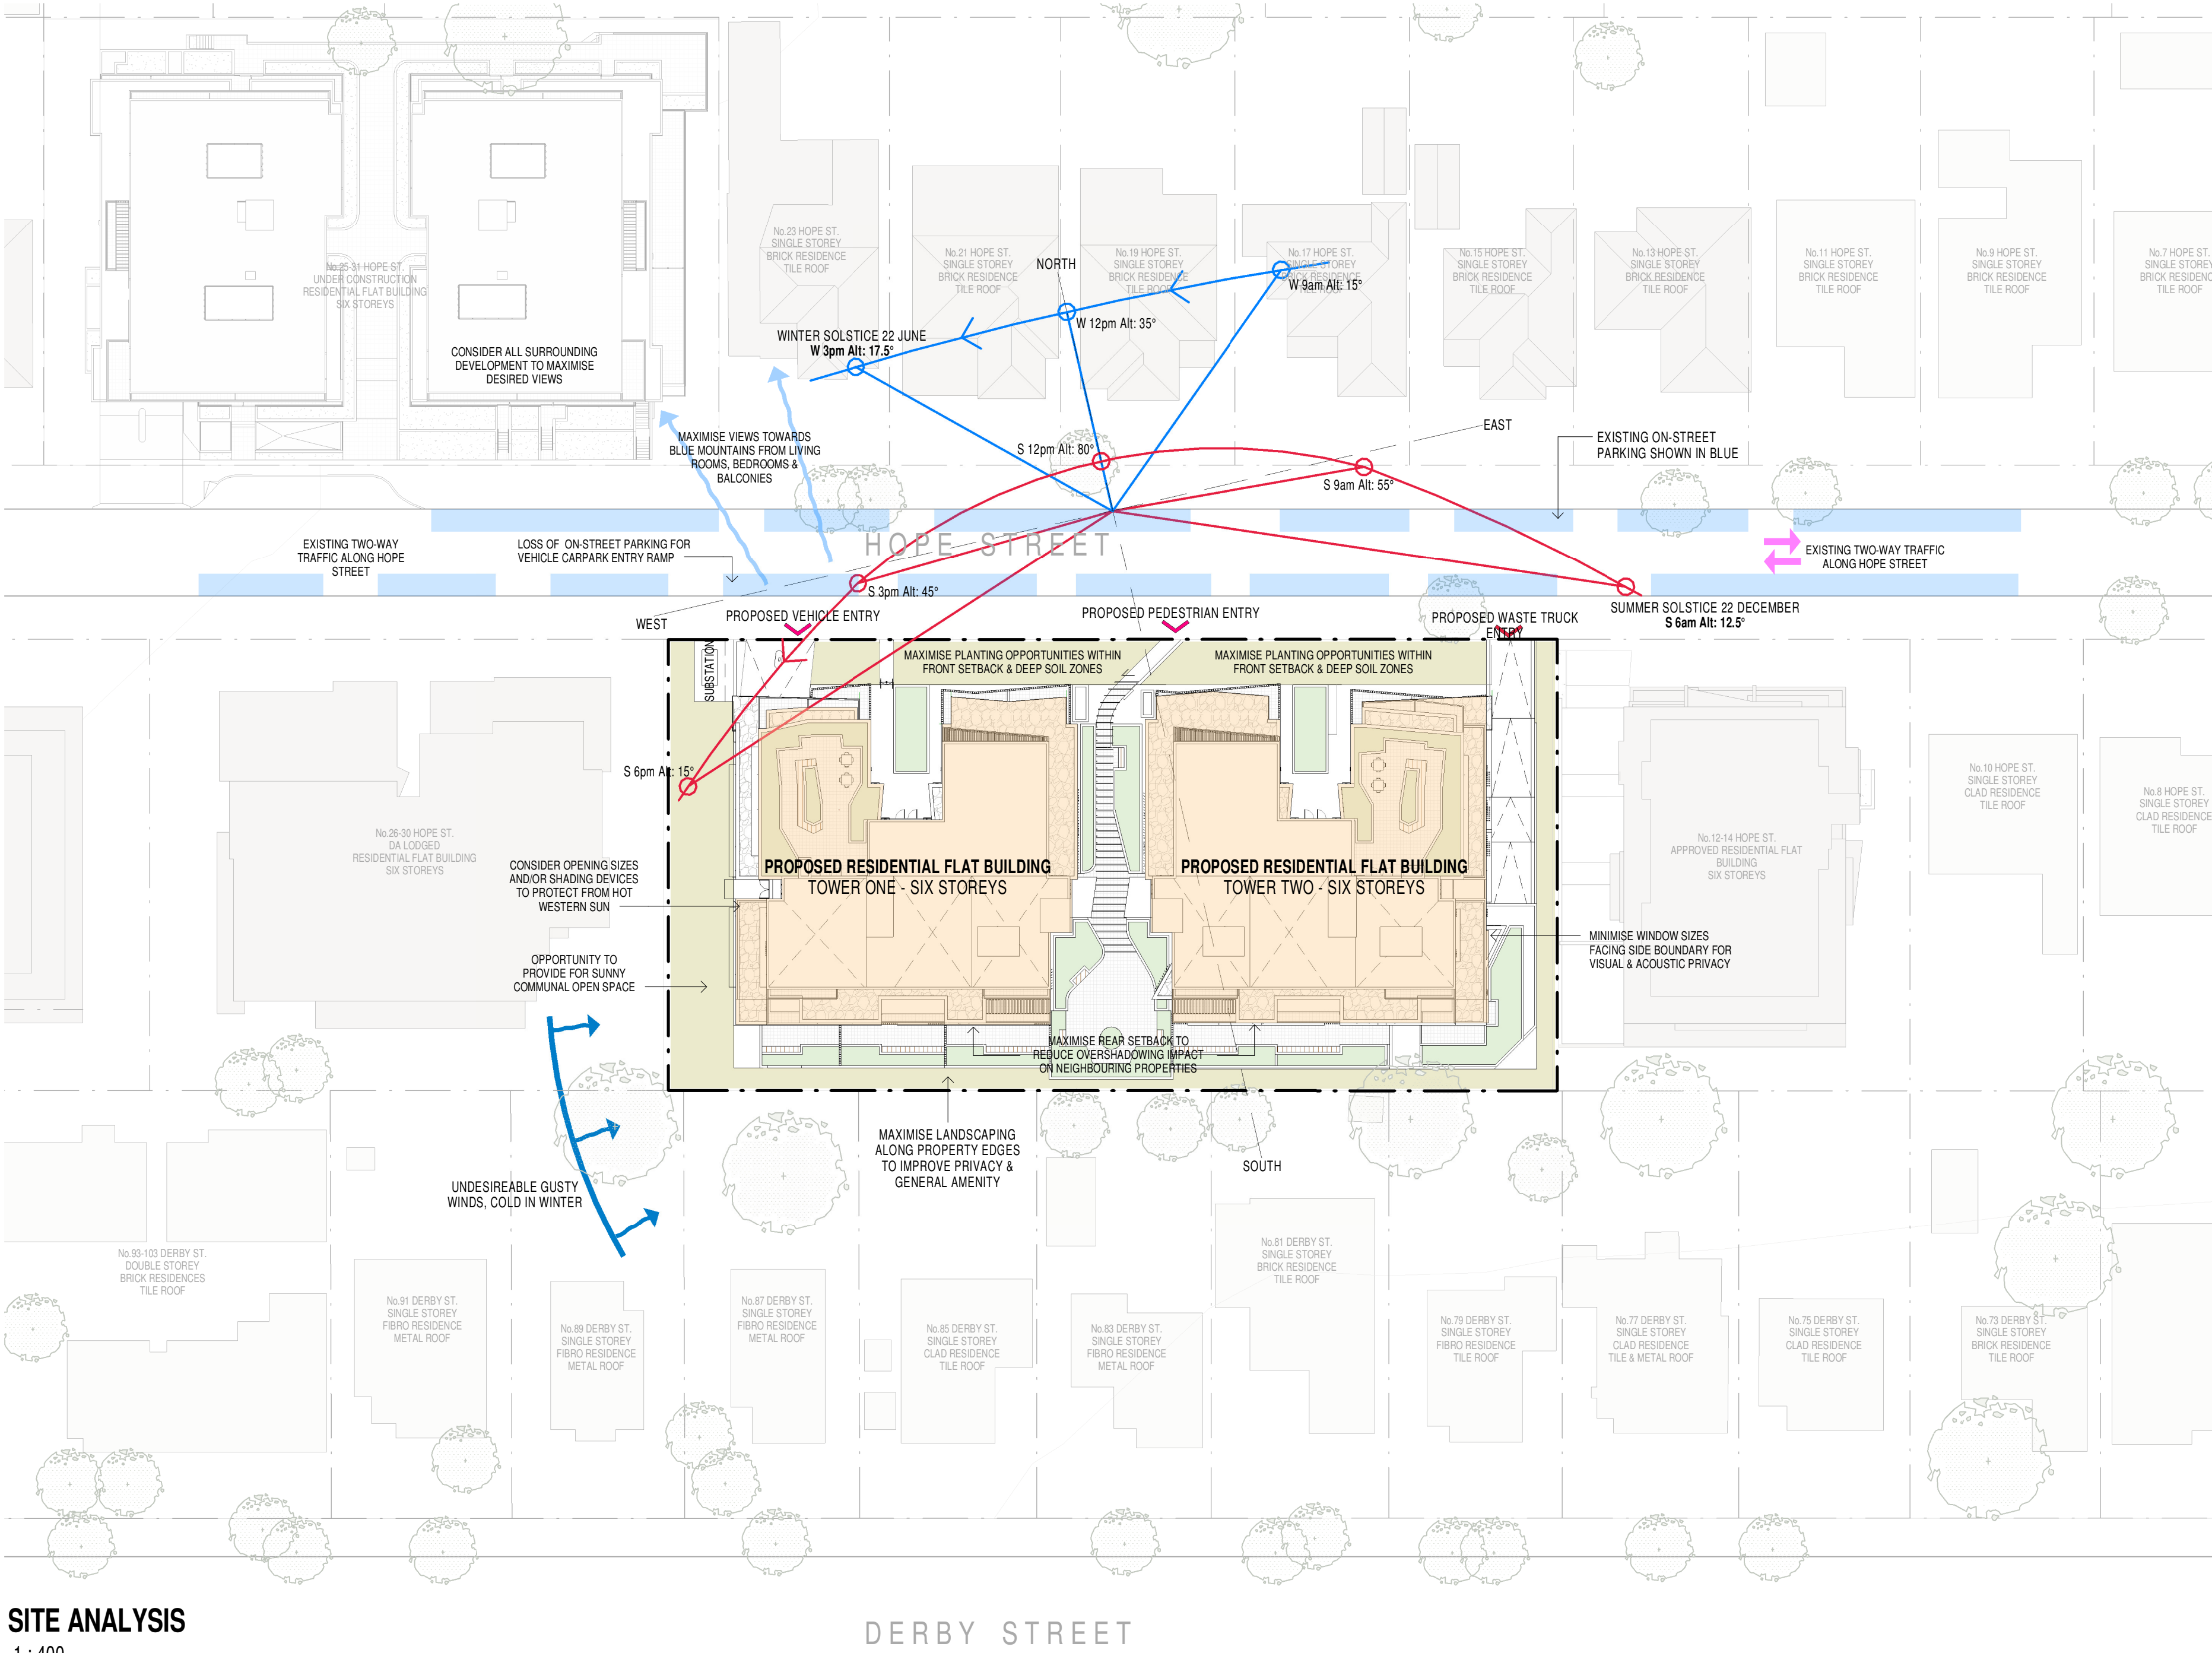 No.23 HOPE ST.
SINGLE STOREY
BRICK RESIDENCE
TILE ROOF
No.21 HOPE ST.
SINGLE STOREY
BRICK RESIDENCE
TILE ROOF
No.19 HOPE ST.
SINGLE STOREY
BRICK RESIDENCE
TILE ROOF
No.17 HOPE ST.
SINGLE STOREY
BRICK RESIDENCE
TILE ROOF
No.15 HOPE ST.
SINGLE STOREY
BRICK RESIDENCE
TILE ROOF
No.13 HOPE ST.
SINGLE STOREY
BRICK RESIDENCE
TILE ROOF
No.11 HOPE ST.
SINGLE STOREY
BRICK RESIDENCE
TILE ROOF
No.9 HOPE ST.
SINGLE STOREY
BRICK RESIDENCE
TILE ROOF
No.7 HOPE ST.
SINGLE STOREY
BRICK RESIDENCE
TILE ROOF
No.25-31 HOPE ST.
UNDER CONSTRUCTION
RESIDENTIAL FLAT BUILDING
SIX STOREYS
CONSIDER ALL SURROUNDING
DEVELOPMENT TO MAXIMISE
DESIRED VIEWS
NORTH
W 9am Alt: 15°
W 12pm Alt: 35°
WINTER SOLSTICE 22 JUNE
W 3pm Alt: 17.5°
MAXIMISE VIEWS TOWARDS
BLUE MOUNTAINS FROM LIVING
ROOMS, BEDROOMS &
BALCONIES
S 12pm Alt: 80°
EAST
S 9am Alt: 55°
EXISTING ON-STREET
PARKING SHOWN IN BLUE
HOPE STREET
EXISTING TWO-WAY
TRAFFIC ALONG HOPE
STREET
LOSS OF ON-STREET PARKING FOR
VEHICLE CARPARK ENTRY RAMP
EXISTING TWO-WAY TRAFFIC
ALONG HOPE STREET
S 3pm Alt: 45°
WEST
PROPOSED VEHICLE ENTRY
PROPOSED PEDESTRIAN ENTRY
PROPOSED WASTE TRUCK
ENTRY
SUMMER SOLSTICE 22 DECEMBER
S 6am Alt: 12.5°
SUBSTATION
MAXIMISE PLANTING OPPORTUNITIES WITHIN
FRONT SETBACK & DEEP SOIL ZONES
MAXIMISE PLANTING OPPORTUNITIES WITHIN
FRONT SETBACK & DEEP SOIL ZONES
S 6pm Alt: 15°
No.26-30 HOPE ST.
DA LODGED
RESIDENTIAL FLAT BUILDING
SIX STOREYS
CONSIDER OPENING SIZES
AND/OR SHADING DEVICES
TO PROTECT FROM HOT
WESTERN SUN
PROPOSED RESIDENTIAL FLAT BUILDING
TOWER ONE - SIX STOREYS
PROPOSED RESIDENTIAL FLAT BUILDING
TOWER TWO - SIX STOREYS
No.12-14 HOPE ST.
APPROVED RESIDENTIAL FLAT
BUILDING
SIX STOREYS
No.10 HOPE ST.
SINGLE STOREY
CLAD RESIDENCE
TILE ROOF
No.8 HOPE ST.
SINGLE STOREY
CLAD RESIDENCE
TILE ROOF
OPPORTUNITY TO
PROVIDE FOR SUNNY
COMMUNAL OPEN SPACE
MINIMISE WINDOW SIZES
FACING SIDE BOUNDARY FOR
VISUAL & ACOUSTIC PRIVACY
MAXIMISE REAR SETBACK TO
REDUCE OVERSHADOWING IMPACT
ON NEIGHBOURING PROPERTIES
MAXIMISE LANDSCAPING
ALONG PROPERTY EDGES
TO IMPROVE PRIVACY &
GENERAL AMENITY
SOUTH
UNDESIREABLE GUSTY
WINDS, COLD IN WINTER
No.93-103 DERBY ST.
DOUBLE STOREY
BRICK RESIDENCES
TILE ROOF
No.91 DERBY ST.
SINGLE STOREY
FIBRO RESIDENCE
METAL ROOF
No.89 DERBY ST.
SINGLE STOREY
FIBRO RESIDENCE
METAL ROOF
No.87 DERBY ST.
SINGLE STOREY
FIBRO RESIDENCE
METAL ROOF
No.85 DERBY ST.
SINGLE STOREY
CLAD RESIDENCE
TILE ROOF
No.83 DERBY ST.
SINGLE STOREY
FIBRO RESIDENCE
METAL ROOF
No.81 DERBY ST.
SINGLE STOREY
BRICK RESIDENCE
TILE ROOF
No.79 DERBY ST.
SINGLE STOREY
FIBRO RESIDENCE
TILE ROOF
No.77 DERBY ST.
SINGLE STOREY
CLAD RESIDENCE
TILE & METAL ROOF
No.75 DERBY ST.
SINGLE STOREY
CLAD RESIDENCE
TILE ROOF
No.73 DERBY ST.
SINGLE STOREY
BRICK RESIDENCE
TILE ROOF
SITE ANALYSIS
1 : 400
DERBY STREET